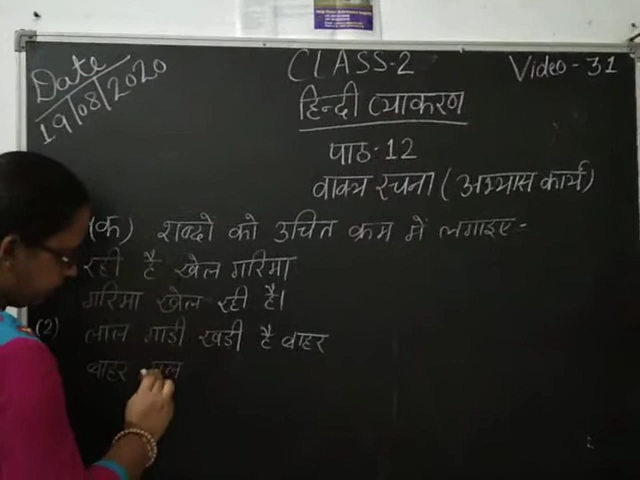 Date
19/08/2020
CLASS-2
Video-31
हिन्दी व्याकरण
पाठ-12
वाक्य रचना (अभ्यास कार्य)
(क) शब्दों को उचित क्रम में लगाइए-
रही है खेल गरिमा
गरिमा खेल रही है।
(2) लाल गाडी खडी है बाहर
बाहर